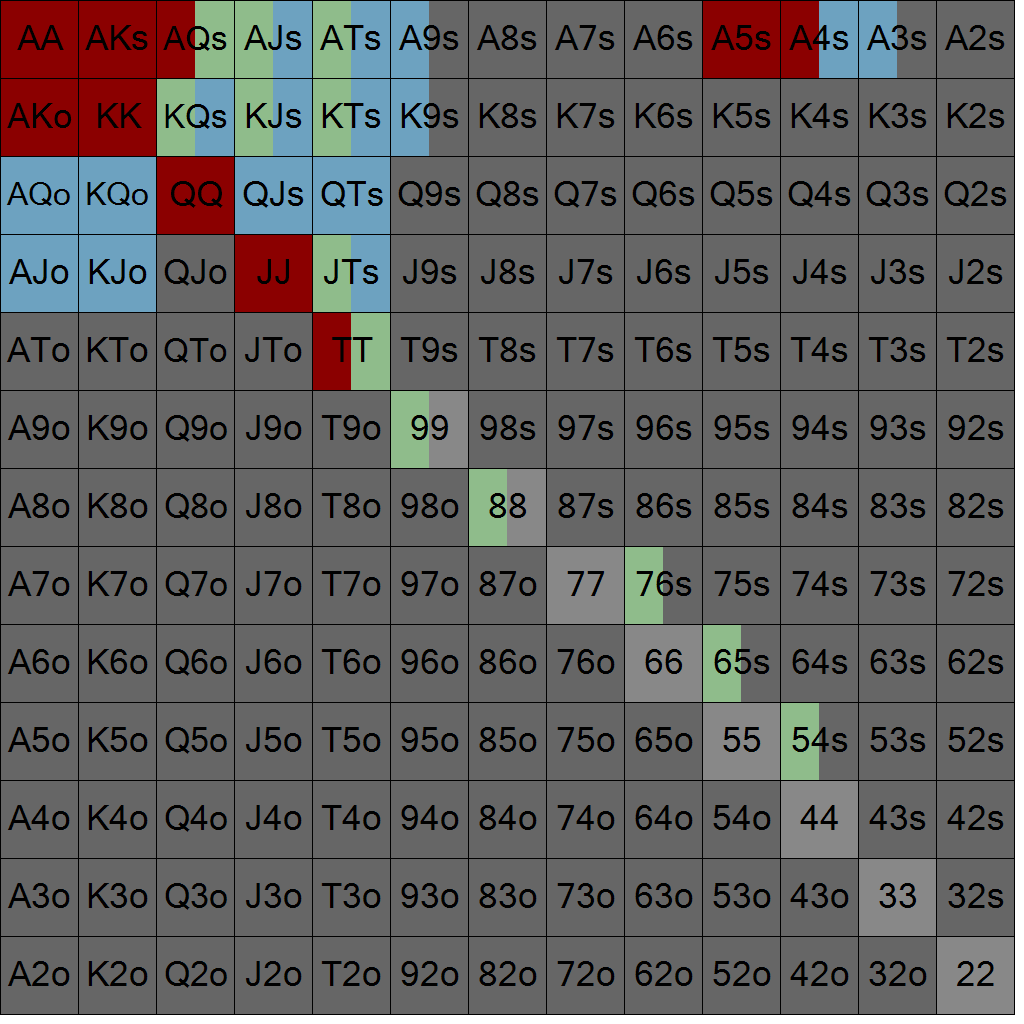 AA AKs AQs AJs ATs A9s A8s A7s A6s A5s A4s A3s A2s
AKo KK KQs KJs KTs K9s K8s K7s K6s K5s K4s K3s K2s
AQo KQo QQ QJs QTs Q9s Q8s Q7s Q6s Q5s Q4s Q3s Q2s
AJo KJo QJo JJ JTs J9s J8s J7s J6s J5s J4s J3s J2s
ATo KTo QTo JTo TT T9s T8s T7s T6s T5s T4s T3s T2s
A9o K9o Q9o J9o T9o 99 98s 97s 96s 95s 94s 93s 92s
A8o K8o Q8o J8o T8o 98o 88 87s 86s 85s 84s 83s 82s
A7o K7o Q7o J7o T7o 97o 87o 77 76s 75s 74s 73s 72s
A6o K6o Q6o J6o T6o 96o 86o 76o 66 65s 64s 63s 62s
A5o K5o Q5o J5o T5o 95o 85o 75o 65o 55 54s 53s 52s
A4o K4o Q4o J4o T4o 94o 84o 74o 64o 54o 44 43s 42s
A3o K3o Q3o J3o T3o 93o 83o 73o 63o 53o 43o 33 32s
A2o K2o Q2o J2o T2o 92o 82o 72o 62o 52o 42o 32o 22